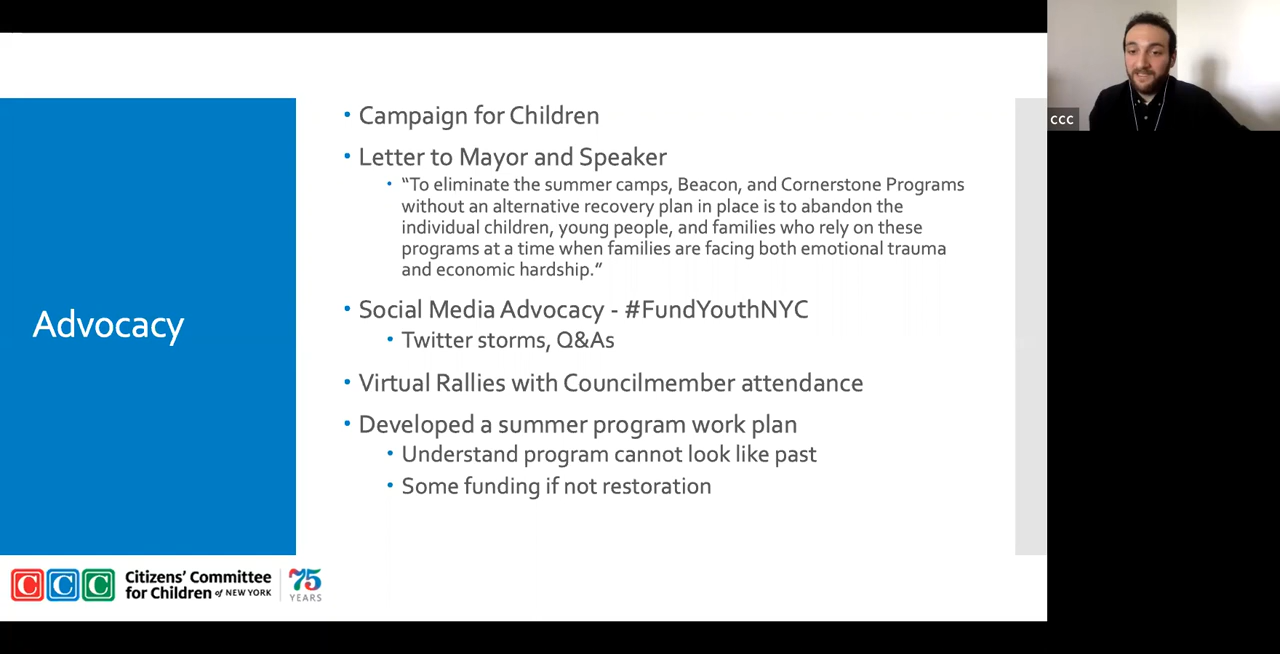 Advocacy
• Campaign for Children
• Letter to Mayor and Speaker
• “To eliminate the summer camps, Beacon, and Cornerstone Programs
without an alternative recovery plan in place is to abandon the
individual children, young people, and families who rely on these
programs at a time when families are facing both emotional trauma
and economic hardship.”
• Social Media Advocacy - #FundYouthNYC
• Twitter storms, Q&As
• Virtual Rallies with Councilmember attendance
• Developed a summer program work plan
• Understand program cannot look like past
• Some funding if not restoration
CCC
Citizens’ Committee
for Children of NEW YORK
75
YEARS
ccc